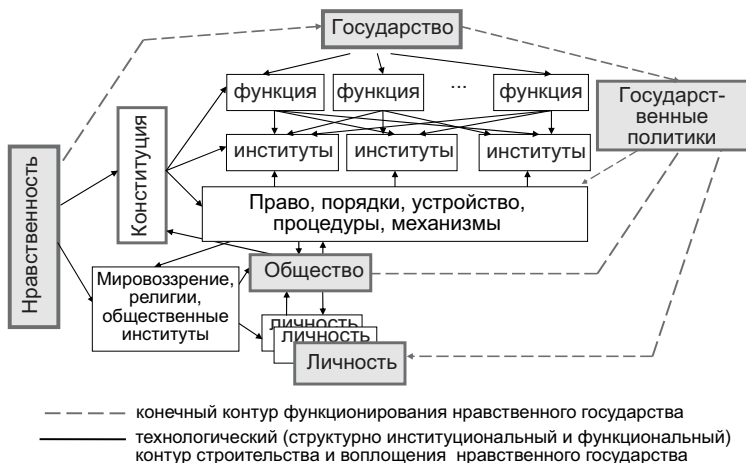 Государство
функция
функция
...
функция
Государст-
венные
политики
Нравственность
Конституция
институты
институты
институты
Право, порядки, устройство,
процедуры, механизмы
Мировоззрение,
религии,
общественные
институты
Общество
личность
личность
Личность
конечный контур функционирования нравственного государства
технологический (структурно институциональный и функциональный)
контур строительства и воплощения нравственного государства